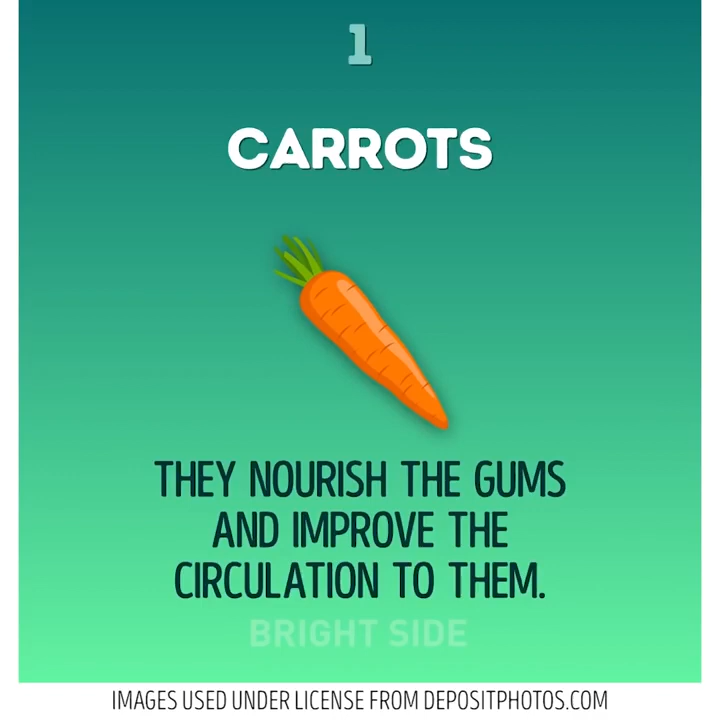 1
CARROTS
THEY NOURISH THE GUMS
AND IMPROVE THE
CIRCULATION TO THEM.
BRIGHT SIDE
IMAGES USED UNDER LICENSE FROM DEPOSITPHOTOS.COM